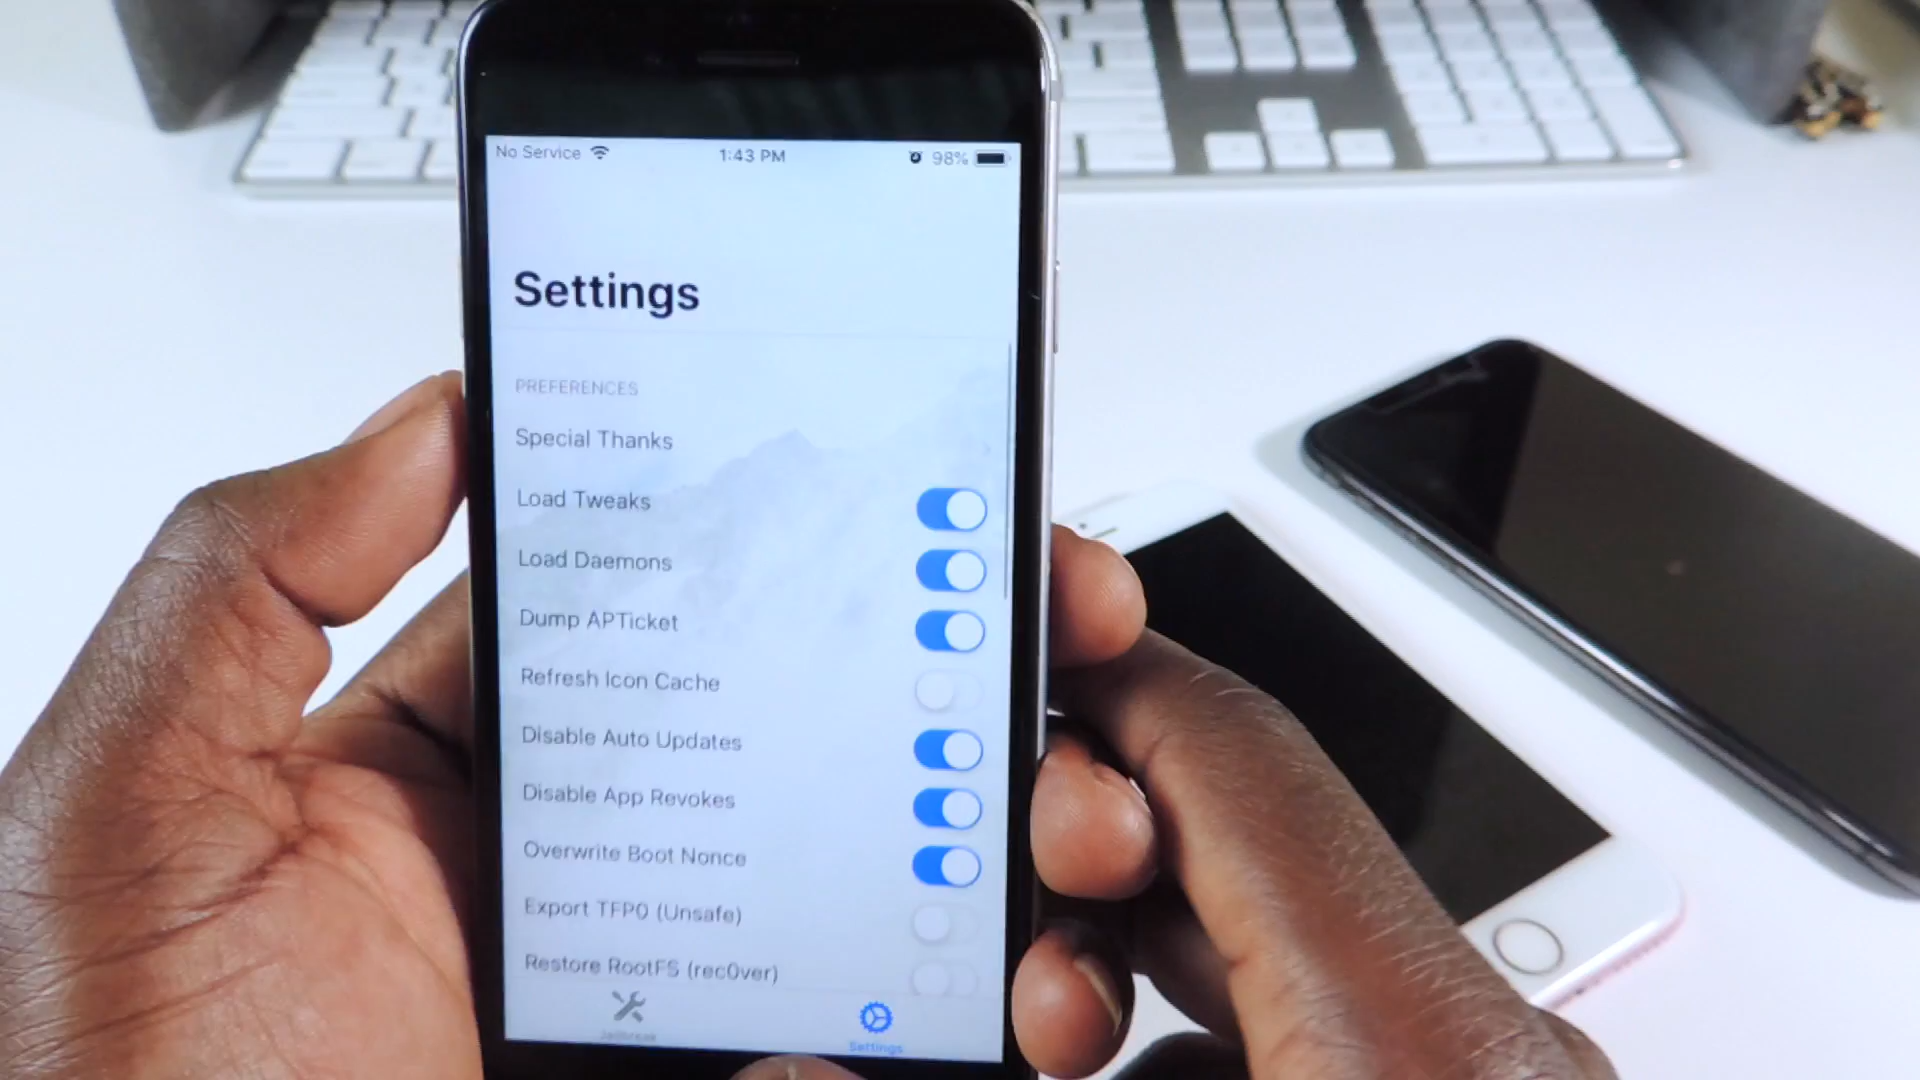 No Service 1:43 PM 98%
Settings
PREFERENCES
Special Thanks
Load Tweaks
Load Daemons
Dump APTicket
Refresh Icon Cache
Disable Auto Updates
Disable App Revokes
Overwrite Boot Nonce
Export TFP0 (Unsafe)
Restore RootFS (rec0ver)
Jailbreak Settings